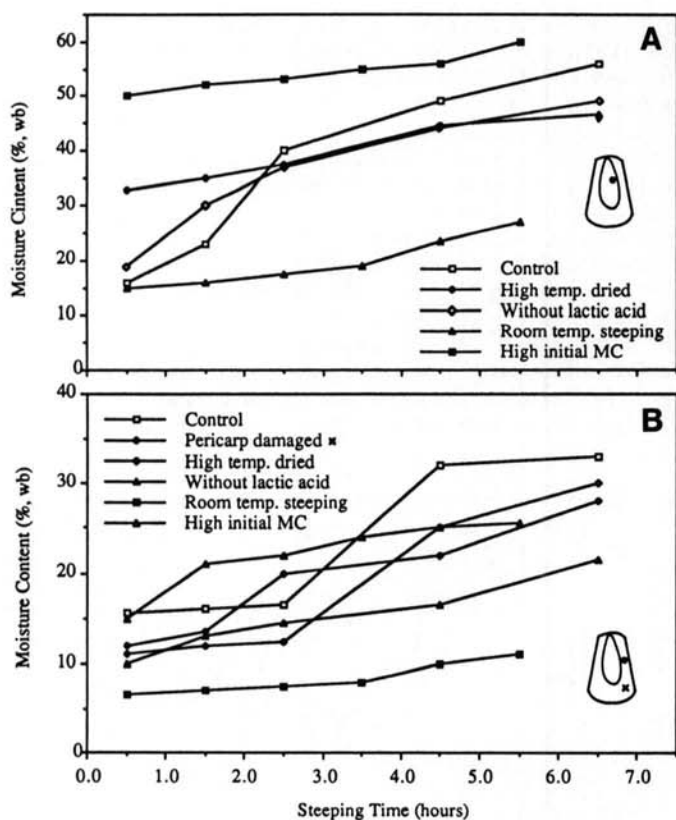 A
Moisture Cintent (%, wb)
60
50
40
30
20
10
0
Control
High temp. dried
Without lactic acid
Room temp. steeping
High initial MC
B
Moisture Content (%, wb)
40
30
20
10
0
Control
Pericarp damaged ×
High temp. dried
Without lactic acid
Room temp. steeping
High initial MC
0.0 1.0 2.0 3.0 4.0 5.0 6.0 7.0
Steeping Time (hours)